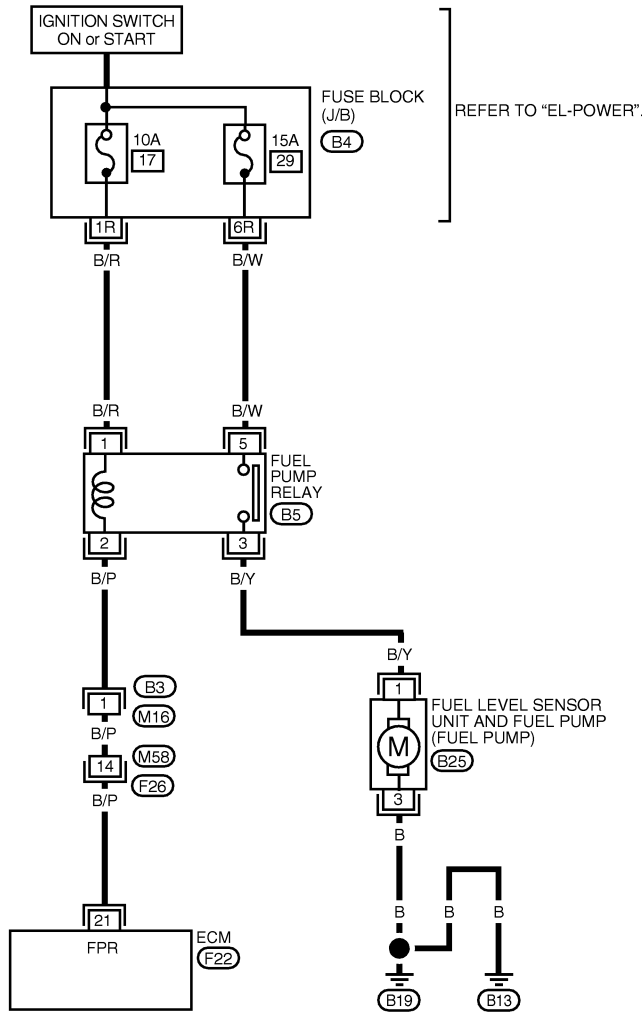 IGNITION SWITCH
ON or START
FUSE BLOCK
(J/B)
B4
REFER TO “EL-POWER”.
10A
17
15A
29
1R
6R
B/R
B/W
B/R
B/W
1
5
FUEL
PUMP
RELAY
B5
2
3
B/P
B/Y
B/Y
1
B3
M16
1
FUEL LEVEL SENSOR
UNIT AND FUEL PUMP
(FUEL PUMP)
B25
M
B/P
14
M58
F26
3
B/P
B
21
FPR
ECM
F22
B
B
B
B19
B13